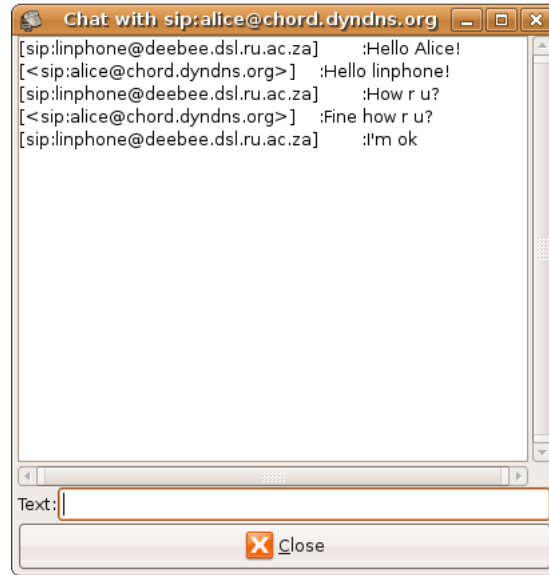 Chat with sip:alice@chord.dyndns.org
[sip:linphone@deebee.dsl.ru.ac.za] :Hello Alice!
[<sip:alice@chord.dyndns.org>] :Hello linphone!
[sip:linphone@deebee.dsl.ru.ac.za] :How r u?
[<sip:alice@chord.dyndns.org>] :Fine how r u?
[sip:linphone@deebee.dsl.ru.ac.za] :I'm ok
Text:
Close